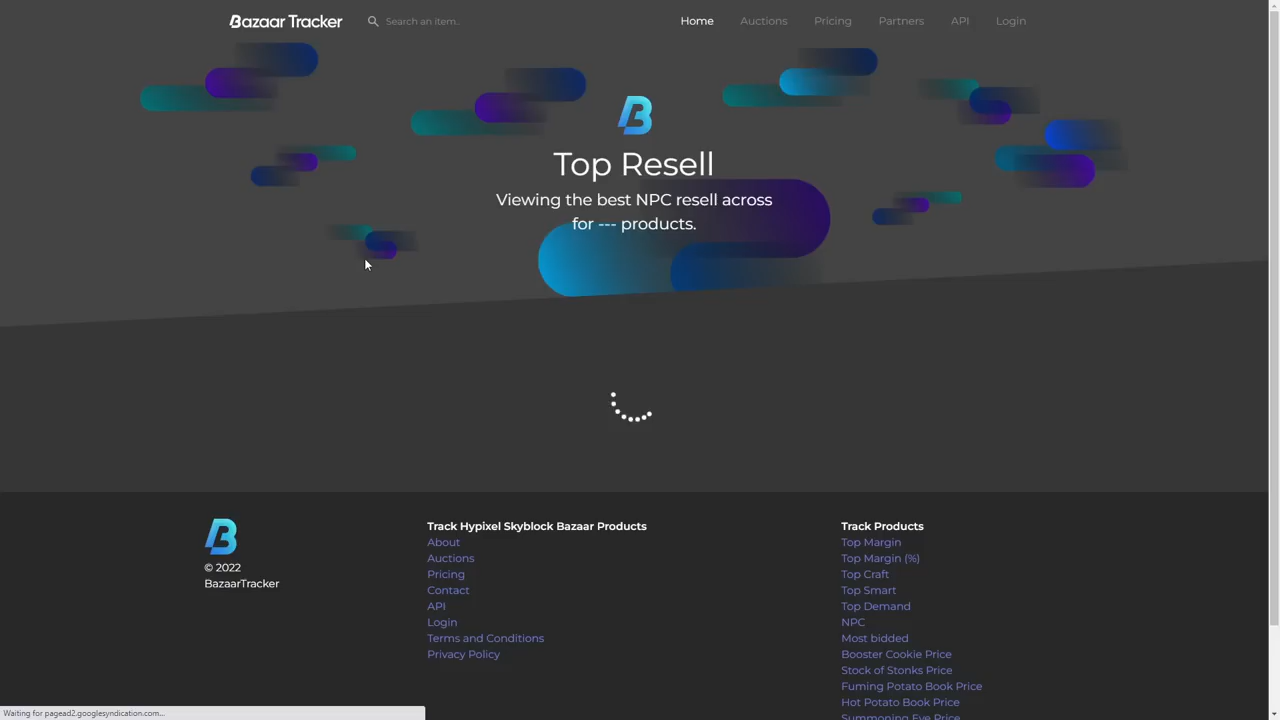 Bazaar Tracker
Search an item..
Home
Auctions
Pricing
Partners
API
Login
Top Resell
Viewing the best NPC resell across
for --- products.
© 2022
BazaarTracker
Track Hypixel Skyblock Bazaar Products
About
Auctions
Pricing
Contact
API
Login
Terms and Conditions
Privacy Policy
Track Products
Top Margin
Top Margin (%)
Top Craft
Top Smart
Top Demand
NPC
Most bidded
Booster Cookie Price
Stock of Stonks Price
Fuming Potato Book Price
Hot Potato Book Price
Summoning Eye Price
Waiting for pagead2.googlesyndication.com...